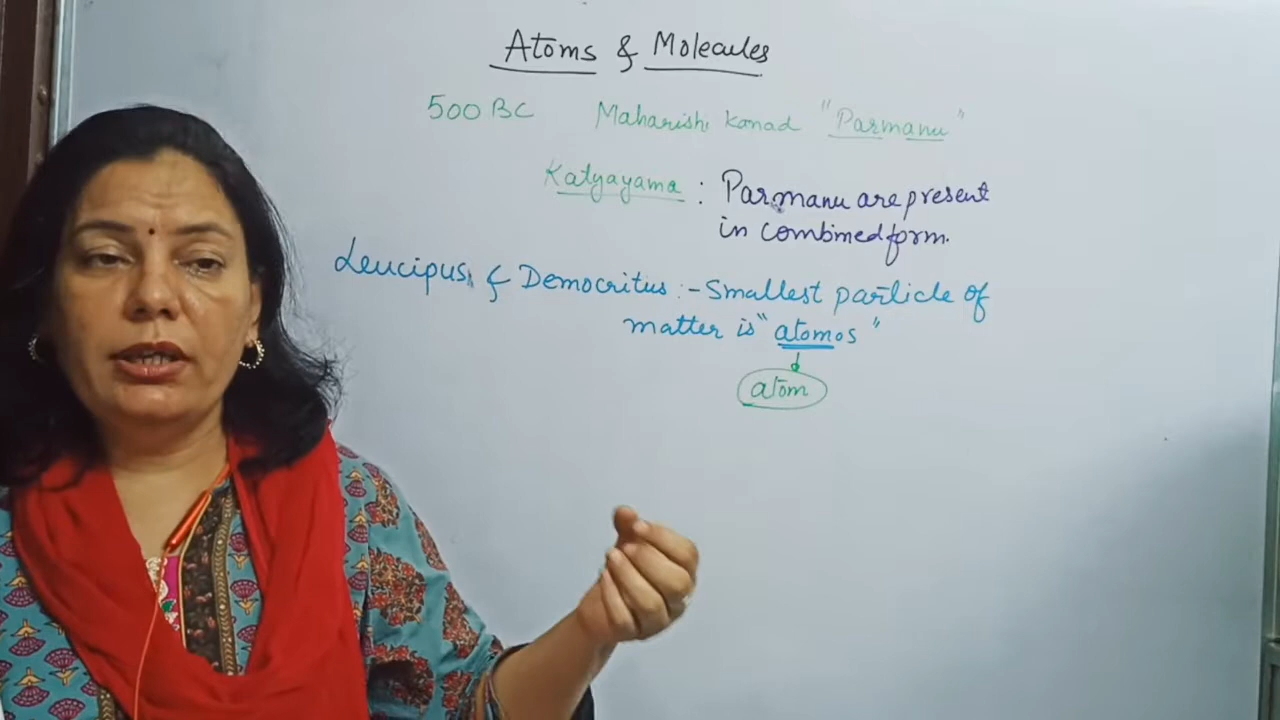 Atoms & Molecules
500 BC Maharishi Kanad "Parmanu"
Katyayama : Parmanu are present
in combined form.
Leucipus & Democritus :- Smallest particle of
matter is "atomos"
atom